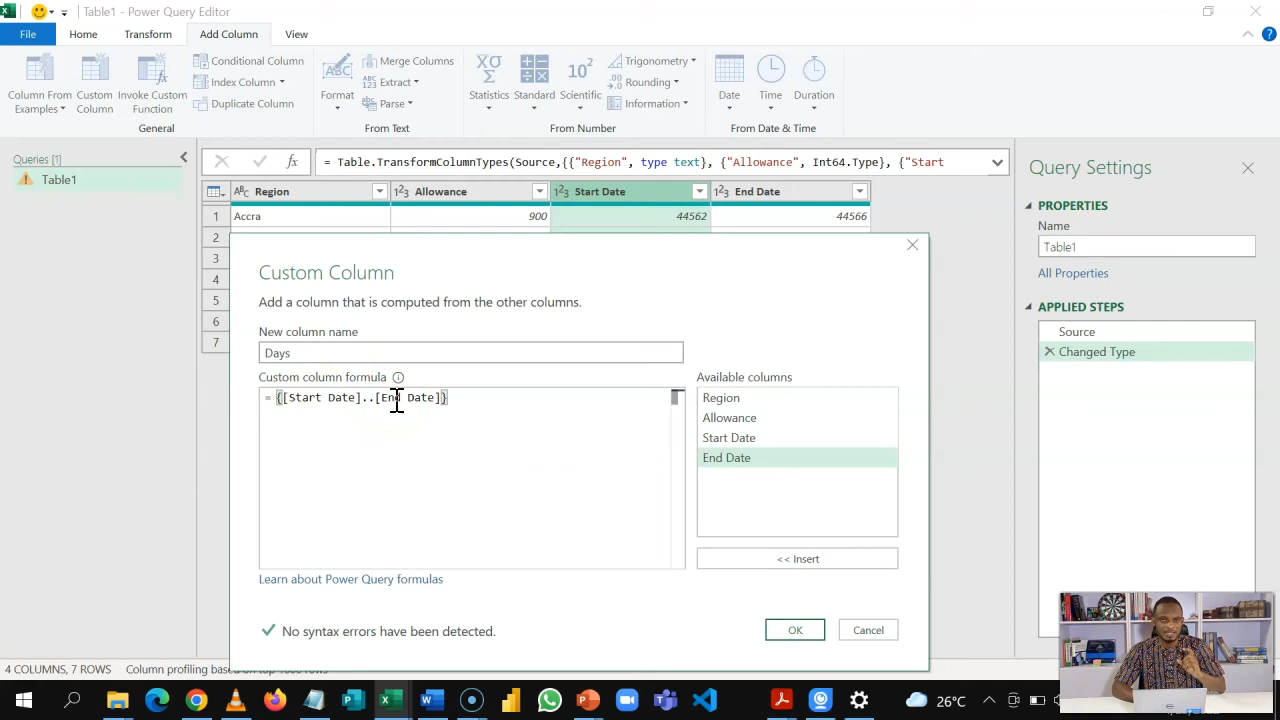 Table1 - Power Query Editor
File Home Transform Add Column View
Column From Examples
Custom Column
Invoke Custom Function
Conditional Column
Index Column
Duplicate Column
General
Format
Merge Columns
Extract
Parse
From Text
Statistics
Standard
Scientific
Trigonometry
Rounding
Information
From Number
Date
Time
Duration
From Date & Time
Queries [1]
Table1
= Table.TransformColumnTypes(Source,{{"Region", type text}, {"Allowance", Int64.Type}, {"Start
Region Allowance Start Date End Date
1 Accra 900 44562 44566
2
3
4
5
6
7
Custom Column
Add a column that is computed from the other columns.
New column name
Days
Custom column formula
= {[Start Date]..[End Date]}
Available columns
Region
Allowance
Start Date
End Date
<< Insert
Learn about Power Query formulas
No syntax errors have been detected.
OK Cancel
Query Settings
PROPERTIES
Name
Table1
All Properties
APPLIED STEPS
Source
Changed Type
4 COLUMNS, 7 ROWS Column profiling based on top 1000 rows
26°C